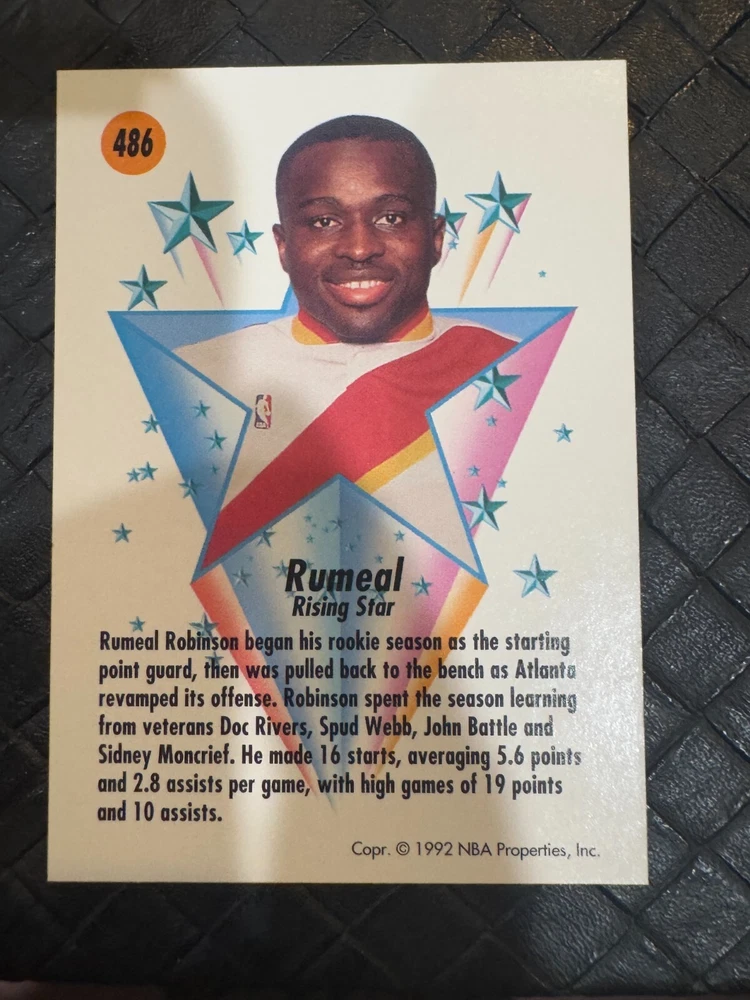 486
Rumeal
Rising Star
Rumeal Robinson began his rookie season as the starting
point guard, then was pulled back to the bench as Atlanta
revamped its offense. Robinson spent the season learning
from veterans Doc Rivers, Spud Webb, John Battle and
Sidney Moncrief. He made 16 starts, averaging 5.6 points
and 2.8 assists per game, with high games of 19 points
and 10 assists.
Copr. © 1992 NBA Properties, Inc.